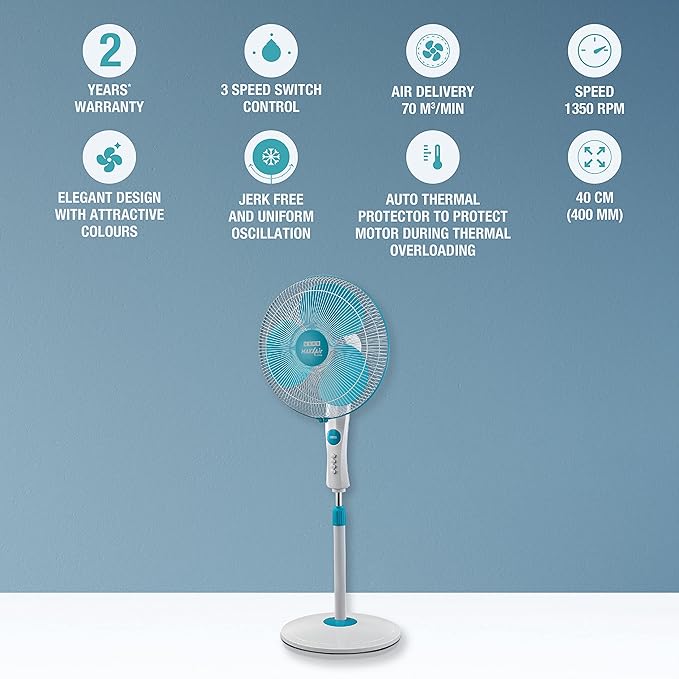 2
YEARS*
WARRANTY
3 SPEED SWITCH
CONTROL
AIR DELIVERY
70 M³/MIN
SPEED
1350 RPM
ELEGANT DESIGN
WITH ATTRACTIVE
COLOURS
JERK FREE
AND UNIFORM
OSCILLATION
AUTO THERMAL
PROTECTOR TO PROTECT
MOTOR DURING THERMAL
OVERLOADING
40 CM
(400 MM)
USHA
MAXX Air